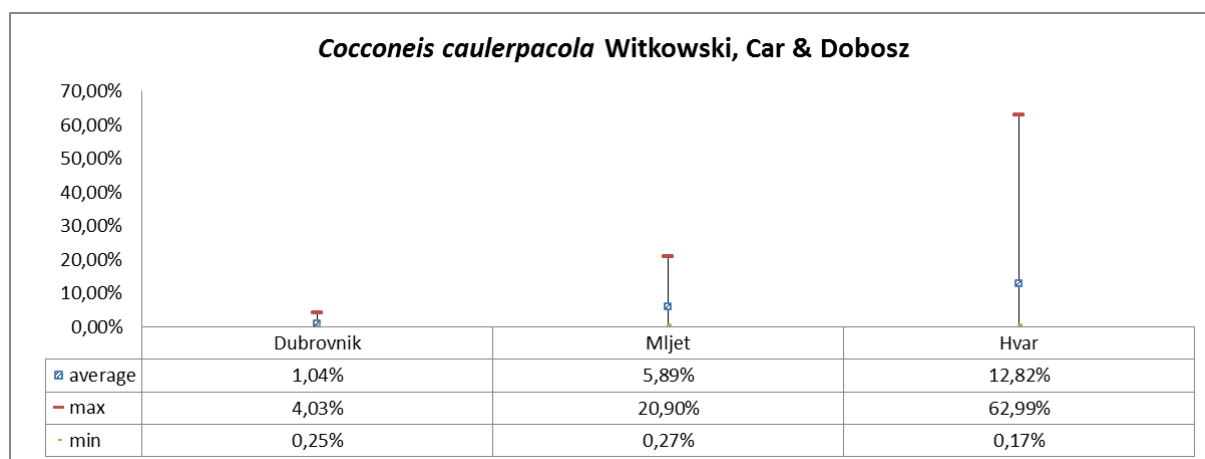 Cocconeis caulerpacola Witkowski, Car & Dobosz
70,00%
60,00%
50,00%
40,00%
30,00%
20,00%
10,00%
0,00%
Dubrovnik Mljet Hvar
average 1,04% 5,89% 12,82%
max 4,03% 20,90% 62,99%
min 0,25% 0,27% 0,17%